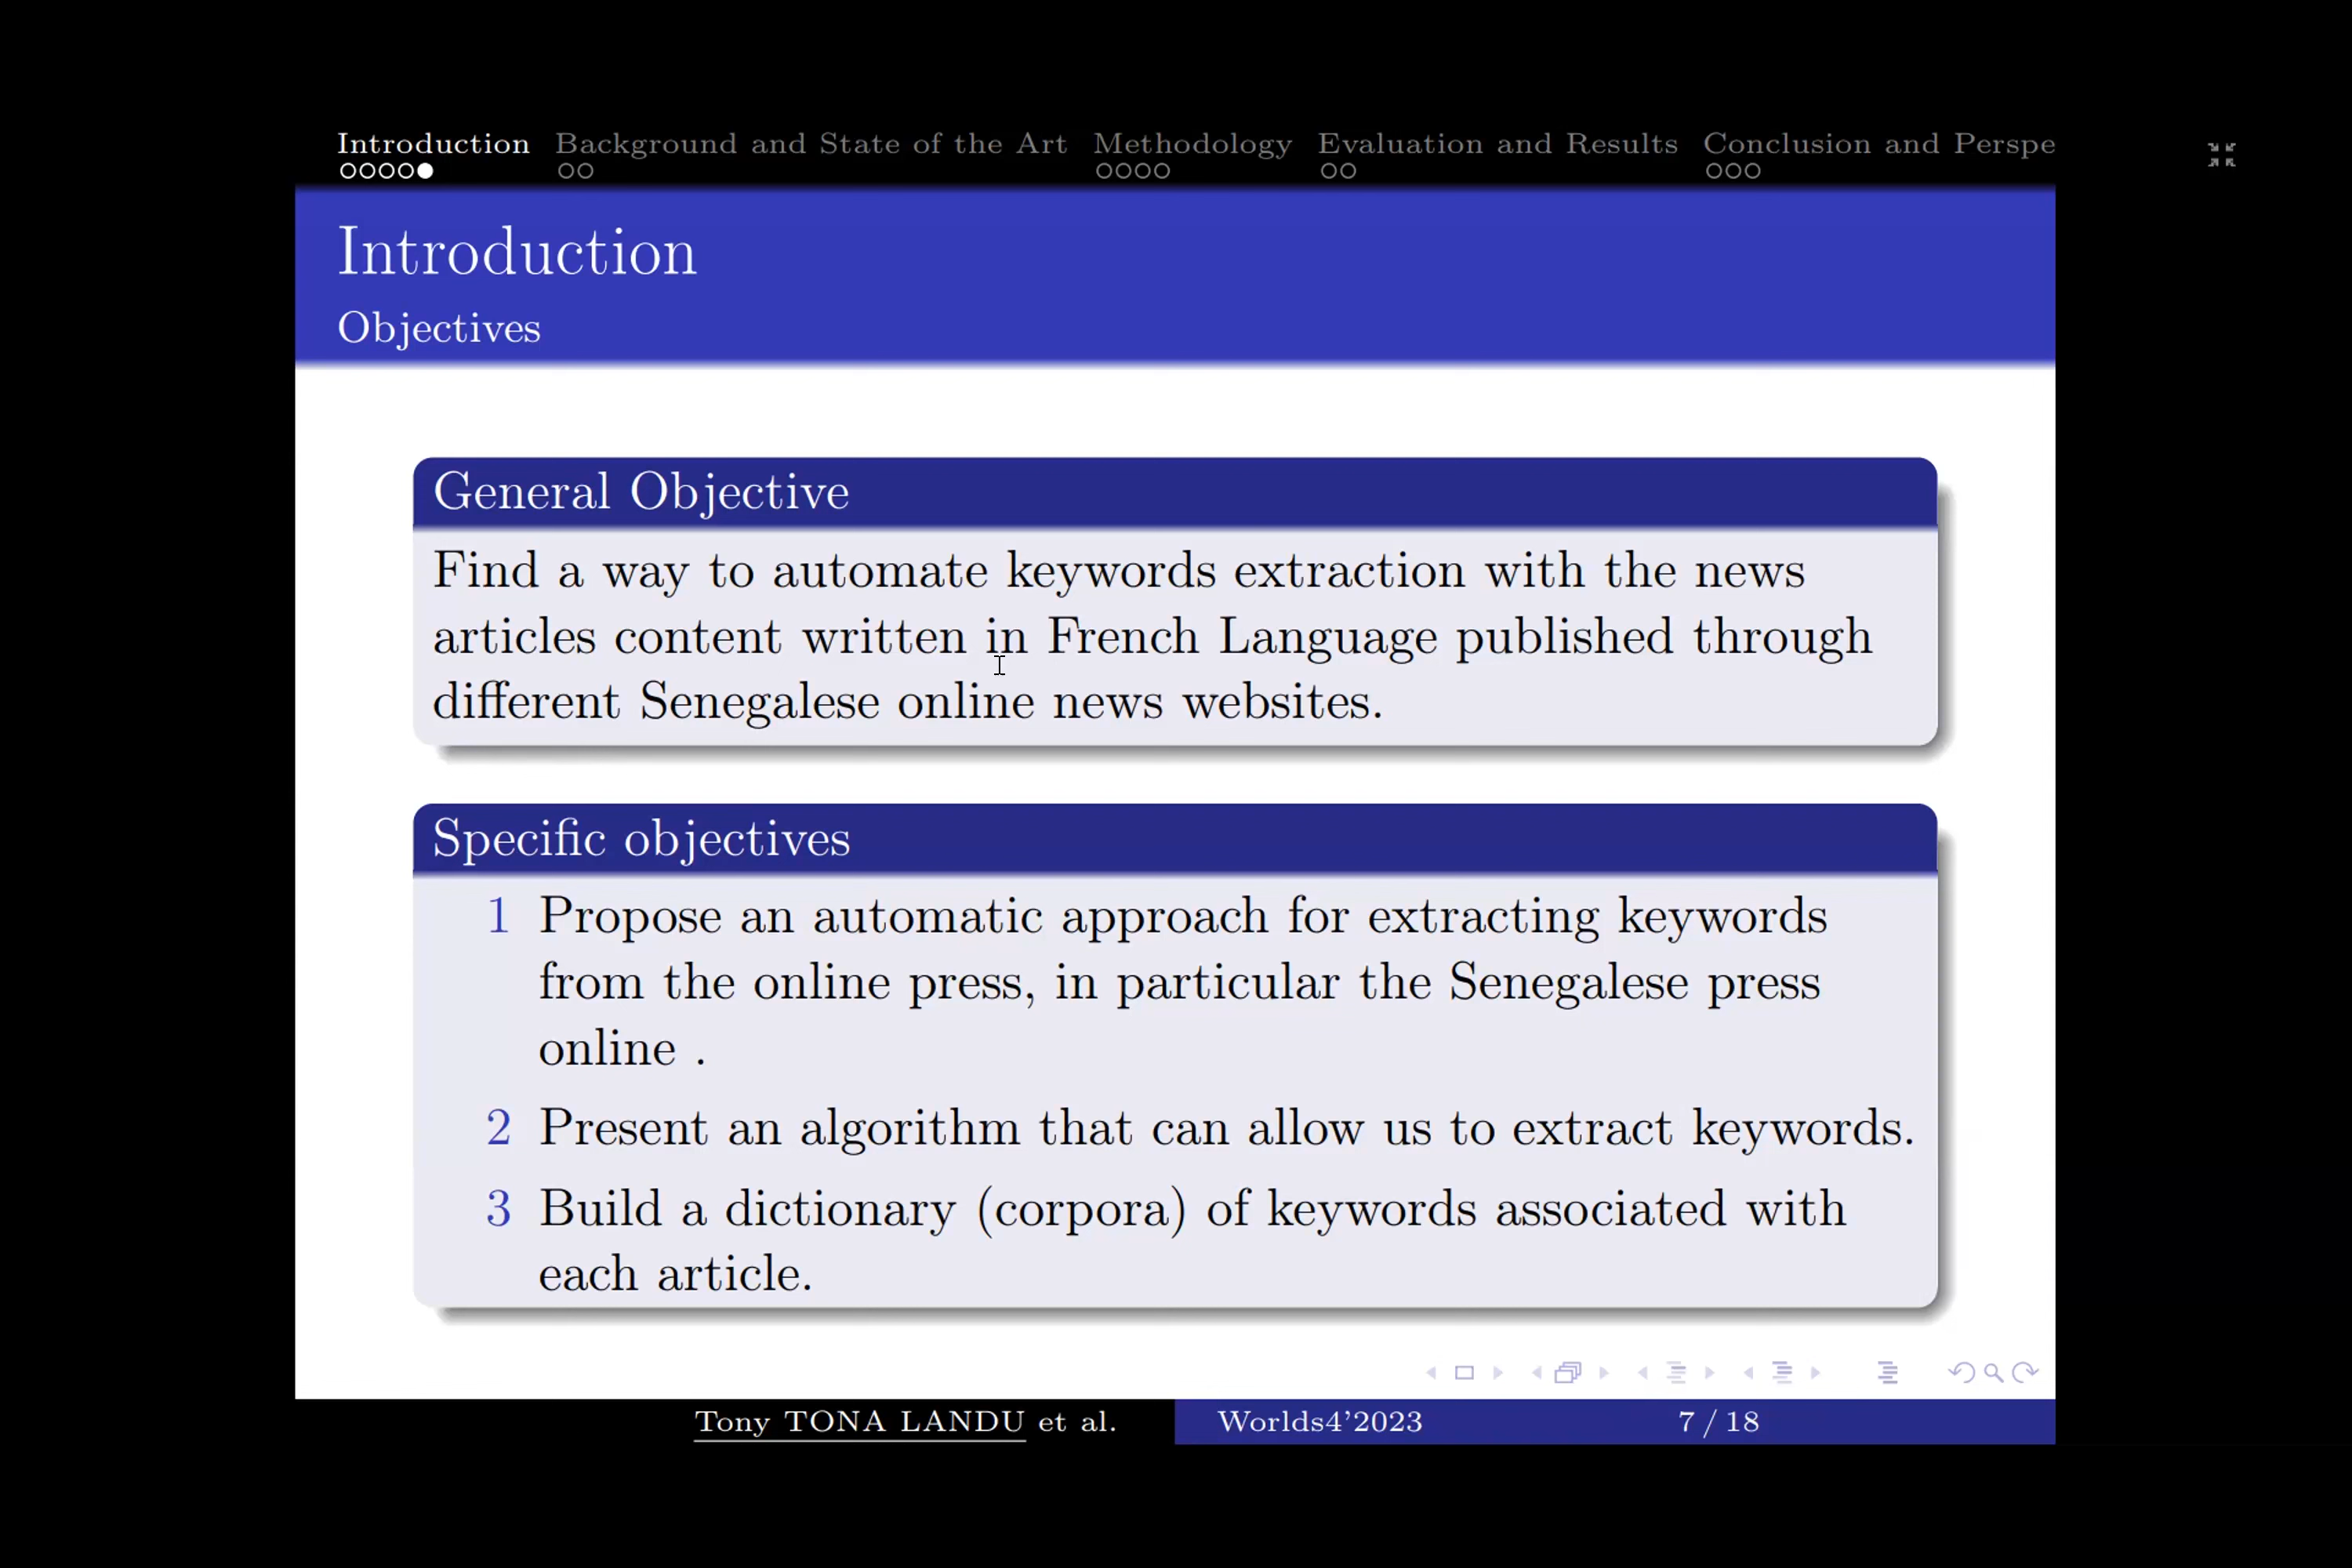 Introduction Background and State of the Art Methodology Evaluation and Results Conclusion and Perspe
Introduction
Objectives
General Objective
Find a way to automate keywords extraction with the news
articles content written in French Language published through
different Senegalese online news websites.
Specific objectives
1 Propose an automatic approach for extracting keywords
from the online press, in particular the Senegalese press
online .
2 Present an algorithm that can allow us to extract keywords.
3 Build a dictionary (corpora) of keywords associated with
each article.
Tony TONA LANDU et al. Worlds4'2023 7 / 18